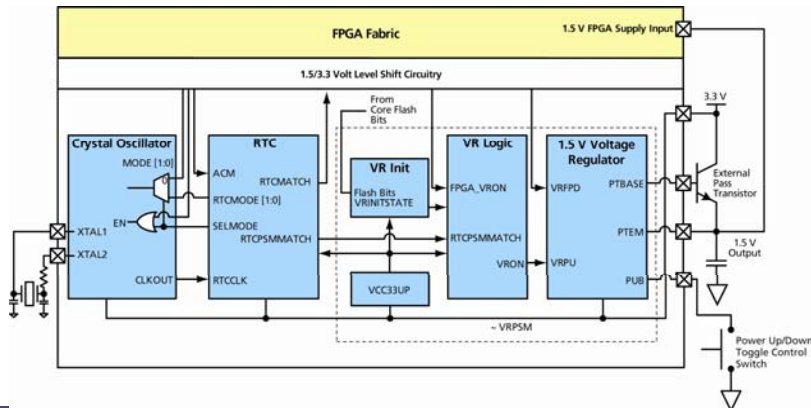 FPGA Fabric
1.5 V FPGA Supply Input
1.5/3.3 Volt Level Shift Circuitry
From
Core Flash
Bits
3.3 V
Crystal Oscillator
MODE [1:0]
0
EN
XTAL1
XTAL2
CLKOUT
RTC
ACM
RTCMATCH
RTCMODE [1:0]
SELMODE
RTCPSMMATCH
RTCCLK
VR Init
Flash Bits
VRINITSTATE
VCC33UP
VR Logic
FPGA_VRON
RTCPSMMATCH
VRON
1.5 V Voltage
Regulator
VRFPD
PTBASE
PTEM
VRPU
PUB
~ VRPSM
External
Pass
Transistor
1.5 V
Output
Power Up/Down
Toggle Control
Switch